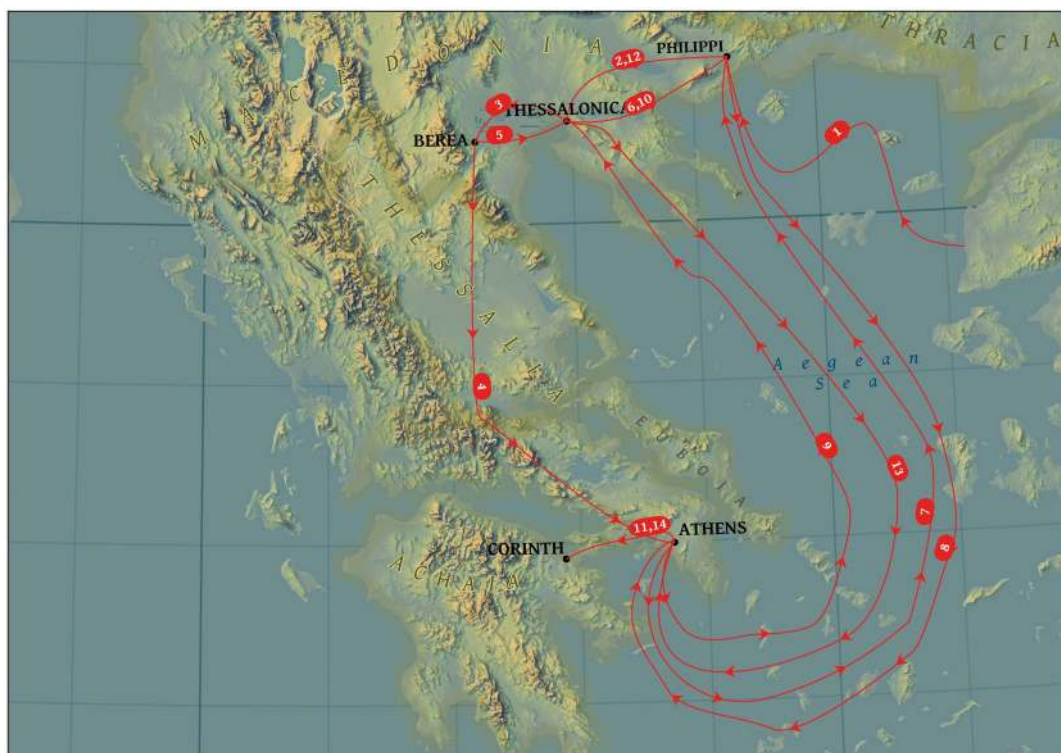 MACEDONIA
THRACIA
PHILIPPI
2,12
3
THESSALONICA
6,10
1
5
BEREA
THESSALIA
Aegean
Sea
4
EUBOIA
9
13
7
8
11,14
ATHENS
CORINTH
ACHAIA